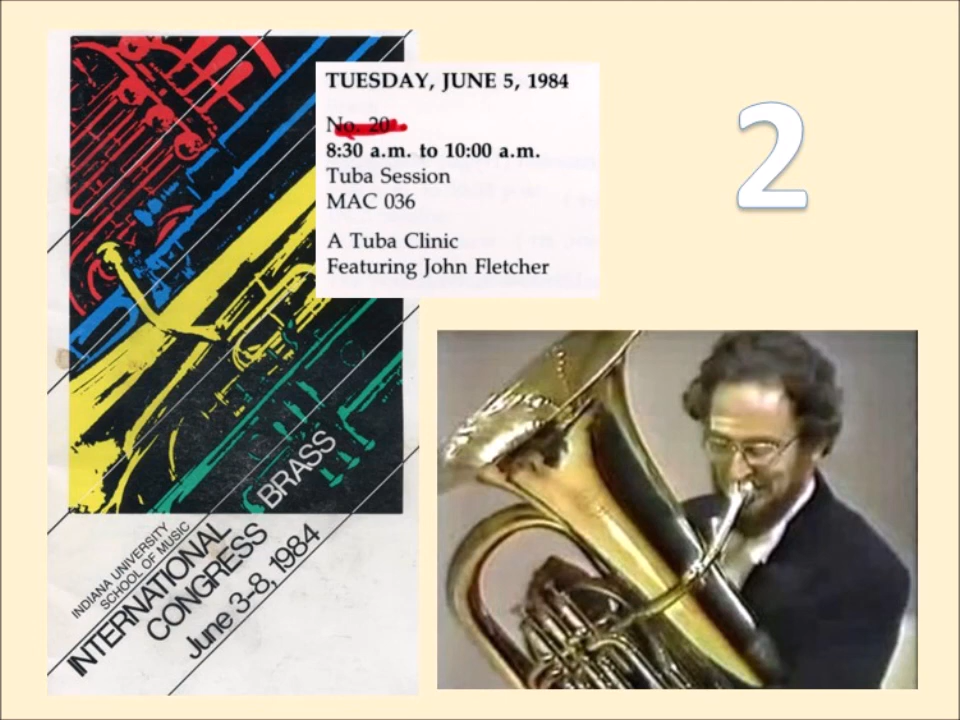 TUESDAY, JUNE 5, 1984
No. 20
8:30 a.m. to 10:00 a.m.
Tuba Session
MAC 036
A Tuba Clinic
Featuring John Fletcher
2
BRASS
INDIANA UNIVERSITY
SCHOOL OF MUSIC
INTERNATIONAL
CONGRESS
June 3-8, 1984